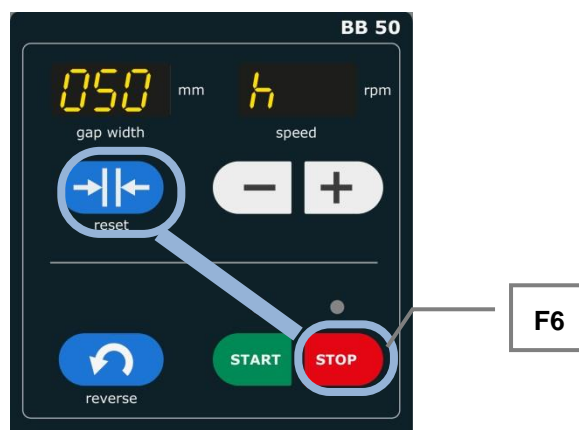 BB 50
050 mm h rpm
gap width speed
reset
START STOP
reverse
F6